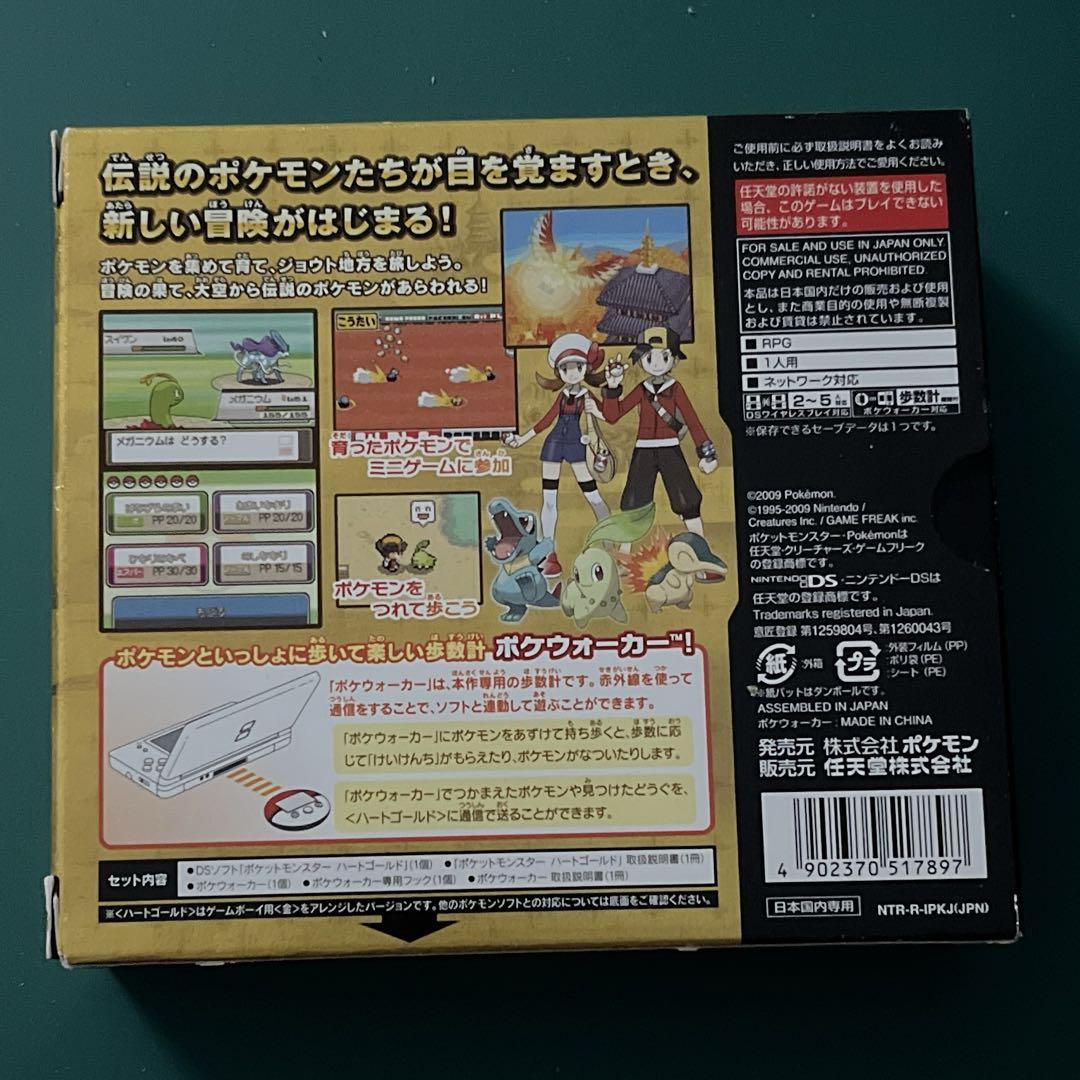 伝説のポケモンたちが目を覚ますとき、
新しい冒険がはじまる!
ポケモンを集めて育て、ジョウト地方を旅しよう。
冒険の果て、大空から伝説のポケモンがあらわれる!
スイクン
メガニウム Lv51
155/155
メガニウムは どうする?
PP 20/20
PP 20/20
PP 30/30
PP 15/15
こうたい
育ったポケモンで
ミニゲームに参加
ポケモンを
つれて歩こう
ポケモンといっしょに歩いて楽しい歩数計 ポケウォーカー™!
「ポケウォーカー」は、本作専用の歩数計です。赤外線を使って
通信をすることで、ソフトと連動して遊ぶことができます。
「ポケウォーカー」にポケモンをあずけて持ち歩くと、歩数に応
じて「けいけんち」がもらえたり、ポケモンがなついたりします。
「ポケウォーカー」でつかまえたポケモンや見つけたどうぐを、
<ハートゴールド>に通信で送ることができます。
セット内容
●DSソフト「ポケットモンスター ハートゴールド」(1個) ●「ポケットモンスター ハートゴールド」取扱説明書(1冊)
●ポケウォーカー(1個) ●ポケウォーカー専用フック(1個) ●ポケウォーカー 取扱説明書(1冊)
※<ハートゴールド>はゲームボーイ用<金>をアレンジしたバージョンです。他のポケモンソフトとの対応については底面をご確認ください。
ご使用前に必ず取扱説明書をよくお読み
いただき、正しい使用方法でご愛用ください。
任天堂の許諾がない装置を使用した
場合、このゲームはプレイできない
可能性があります。
FOR SALE AND USE IN JAPAN ONLY.
COMMERCIAL USE, UNAUTHORIZED
COPY AND RENTAL PROHIBITED.
本品は日本国内だけの販売および使用
とし、また商業目的の使用や無断複製
および賃貸は禁止されています。
■ RPG
■ 1人用
■ ネットワーク対応
2～5人対応
DSワイヤレスプレイ対応
歩数計
ポケウォーカー対応
※保存できるセーブデータは1つです。
©2009 Pokémon.
©1995-2009 Nintendo/
Creatures Inc. / GAME FREAK inc.
ポケットモンスター・Pokémonは
任天堂・クリーチャーズ・ゲームフリーク
の登録商標です。
NINTENDO DS・ニンテンドーDSは
任天堂の登録商標です。
Trademarks registered in Japan.
意匠登録 第1259804号、第1260043号
紙 :外箱
プラ :外装フィルム(PP)
:ポリ袋(PE)
:シート(PE)
※紙パットはダンボールです。
ASSEMBLED IN JAPAN
ポケウォーカー:MADE IN CHINA
発売元 株式会社ポケモン
販売元 任天堂株式会社
4 902370 517897
日本国内専用
NTR-R-IPKJ(JPN)